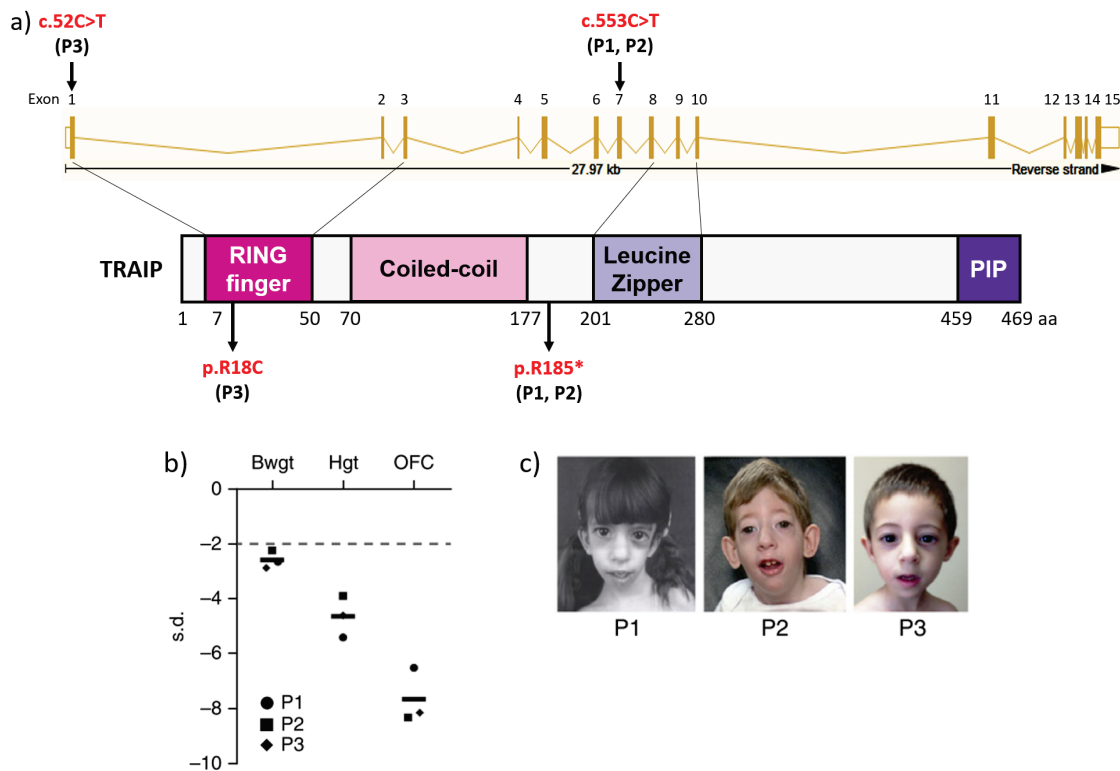 a)
c.52C>T
(P3)
c.553C>T
(P1, P2)
Exon 1 2 3 4 5 6 7 8 9 10 11 12 13 14 15
27.97 kb
Reverse strand
TRAIP
RING
finger
Coiled-coil
Leucine
Zipper
PIP
1 7 50 70 177 201 280 459 469 aa
p.R18C
(P3)
p.R185*
(P1, P2)
b)
Bwgt Hgt OFC
0
−2
−4
−6
−8
−10
s.d.
P1
P2
P3
c)
P1 P2 P3